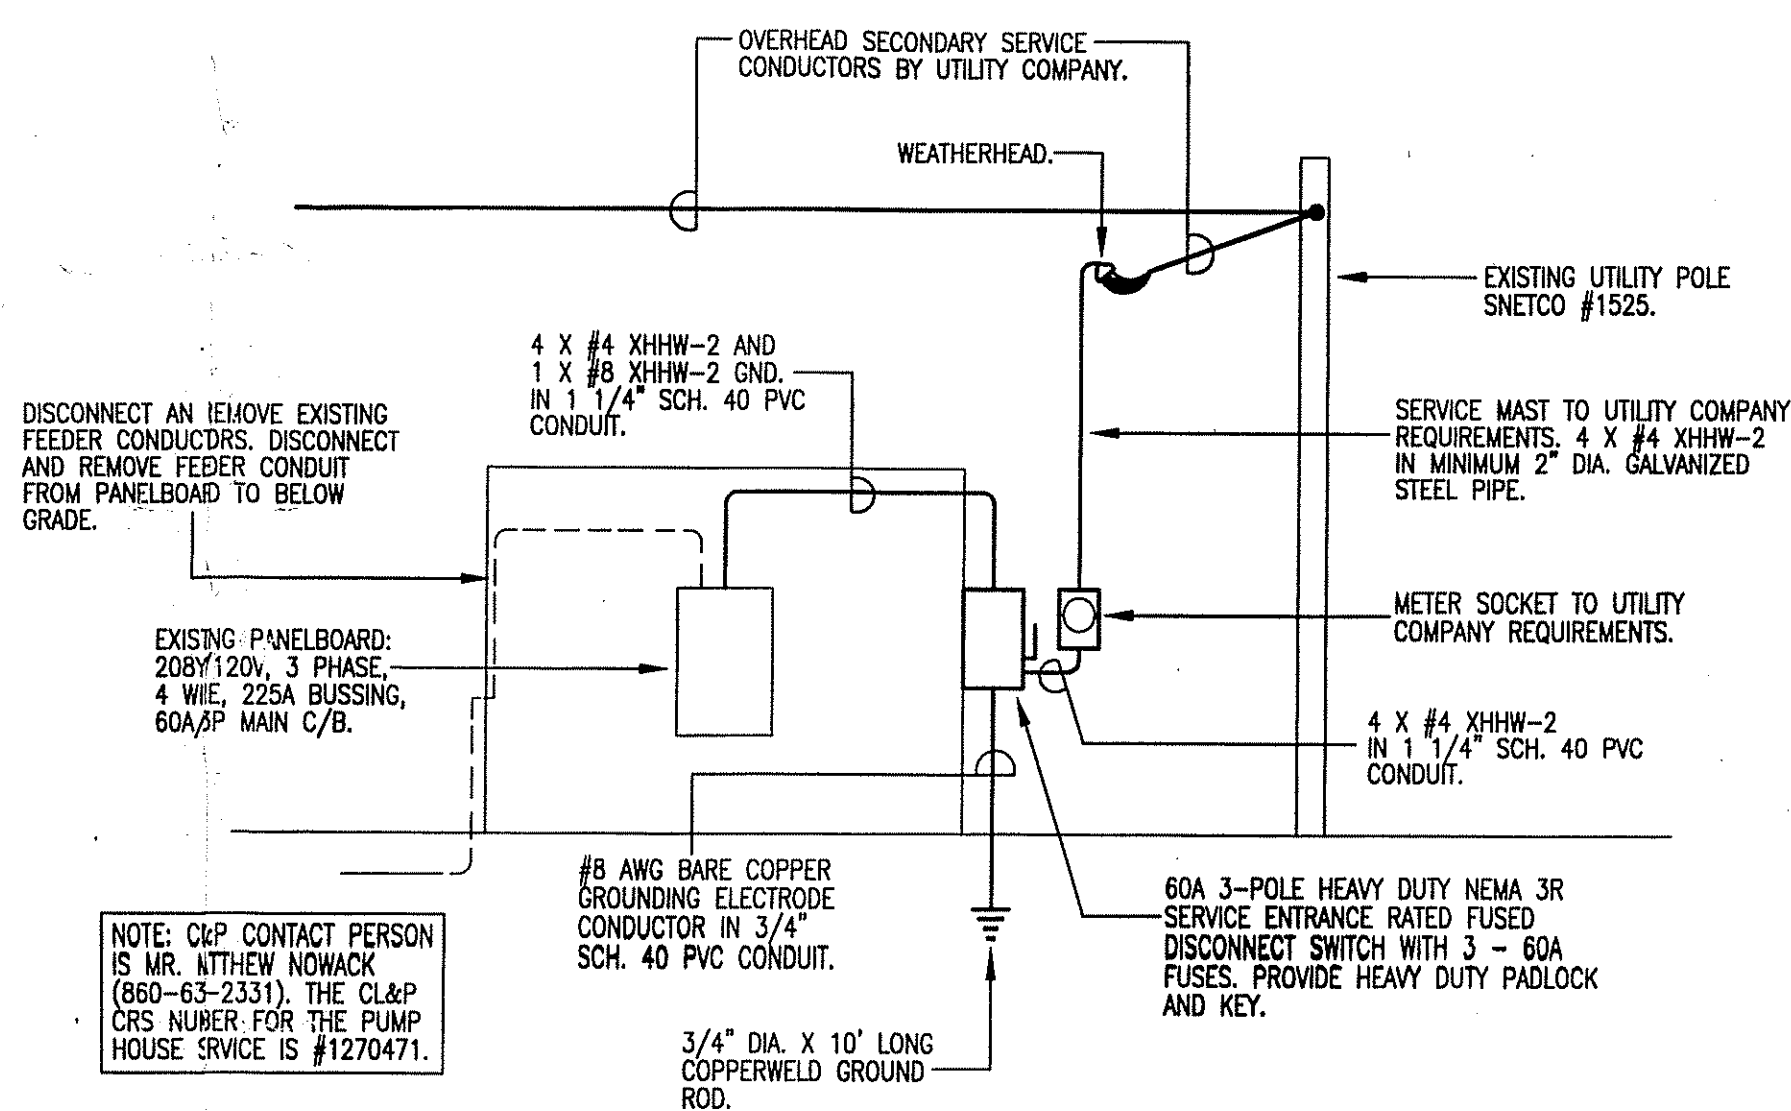 OVERHEAD SECONDARY SERVICE
CONDUCTORS BY UTILITY COMPANY.
WEATHERHEAD.
EXISTING UTILITY POLE
SNETCO #1525.
4 X #4 XHHW-2 AND
1 X #8 XHHW-2 GND.
IN 1 1/4" SCH. 40 PVC
CONDUIT.
DISCONNECT AN REMOVE EXISTING
FEEDER CONDUCTORS. DISCONNECT
AND REMOVE FEEDER CONDUIT
FROM PANELBOARD TO BELOW
GRADE.
SERVICE MAST TO UTILITY COMPANY
REQUIREMENTS. 4 X #4 XHHW-2
IN MINIMUM 2" DIA. GALVANIZED
STEEL PIPE.
METER SOCKET TO UTILITY
COMPANY REQUIREMENTS.
EXISTNG PANELBOARD:
208Y/120V, 3 PHASE,
4 WIE, 225A BUSSING,
60A/3P MAIN C/B.
4 X #4 XHHW-2
IN 1 1/4" SCH. 40 PVC
CONDUIT.
#8 AWG BARE COPPER
GROUNDING ELECTRODE
CONDUCTOR IN 3/4"
SCH. 40 PVC CONDUIT.
60A 3-POLE HEAVY DUTY NEMA 3R
SERVICE ENTRANCE RATED FUSED
DISCONNECT SWITCH WITH 3 - 60A
FUSES. PROVIDE HEAVY DUTY PADLOCK
AND KEY.
NOTE: CL&P CONTACT PERSON
IS MR. MTTHEW NOWACK
(860-63-2331). THE CL&P
CRS NUBER FOR THE PUMP
HOUSE SRVICE IS #1270471.
3/4" DIA. X 10' LONG
COPPERWELD GROUND
ROD.